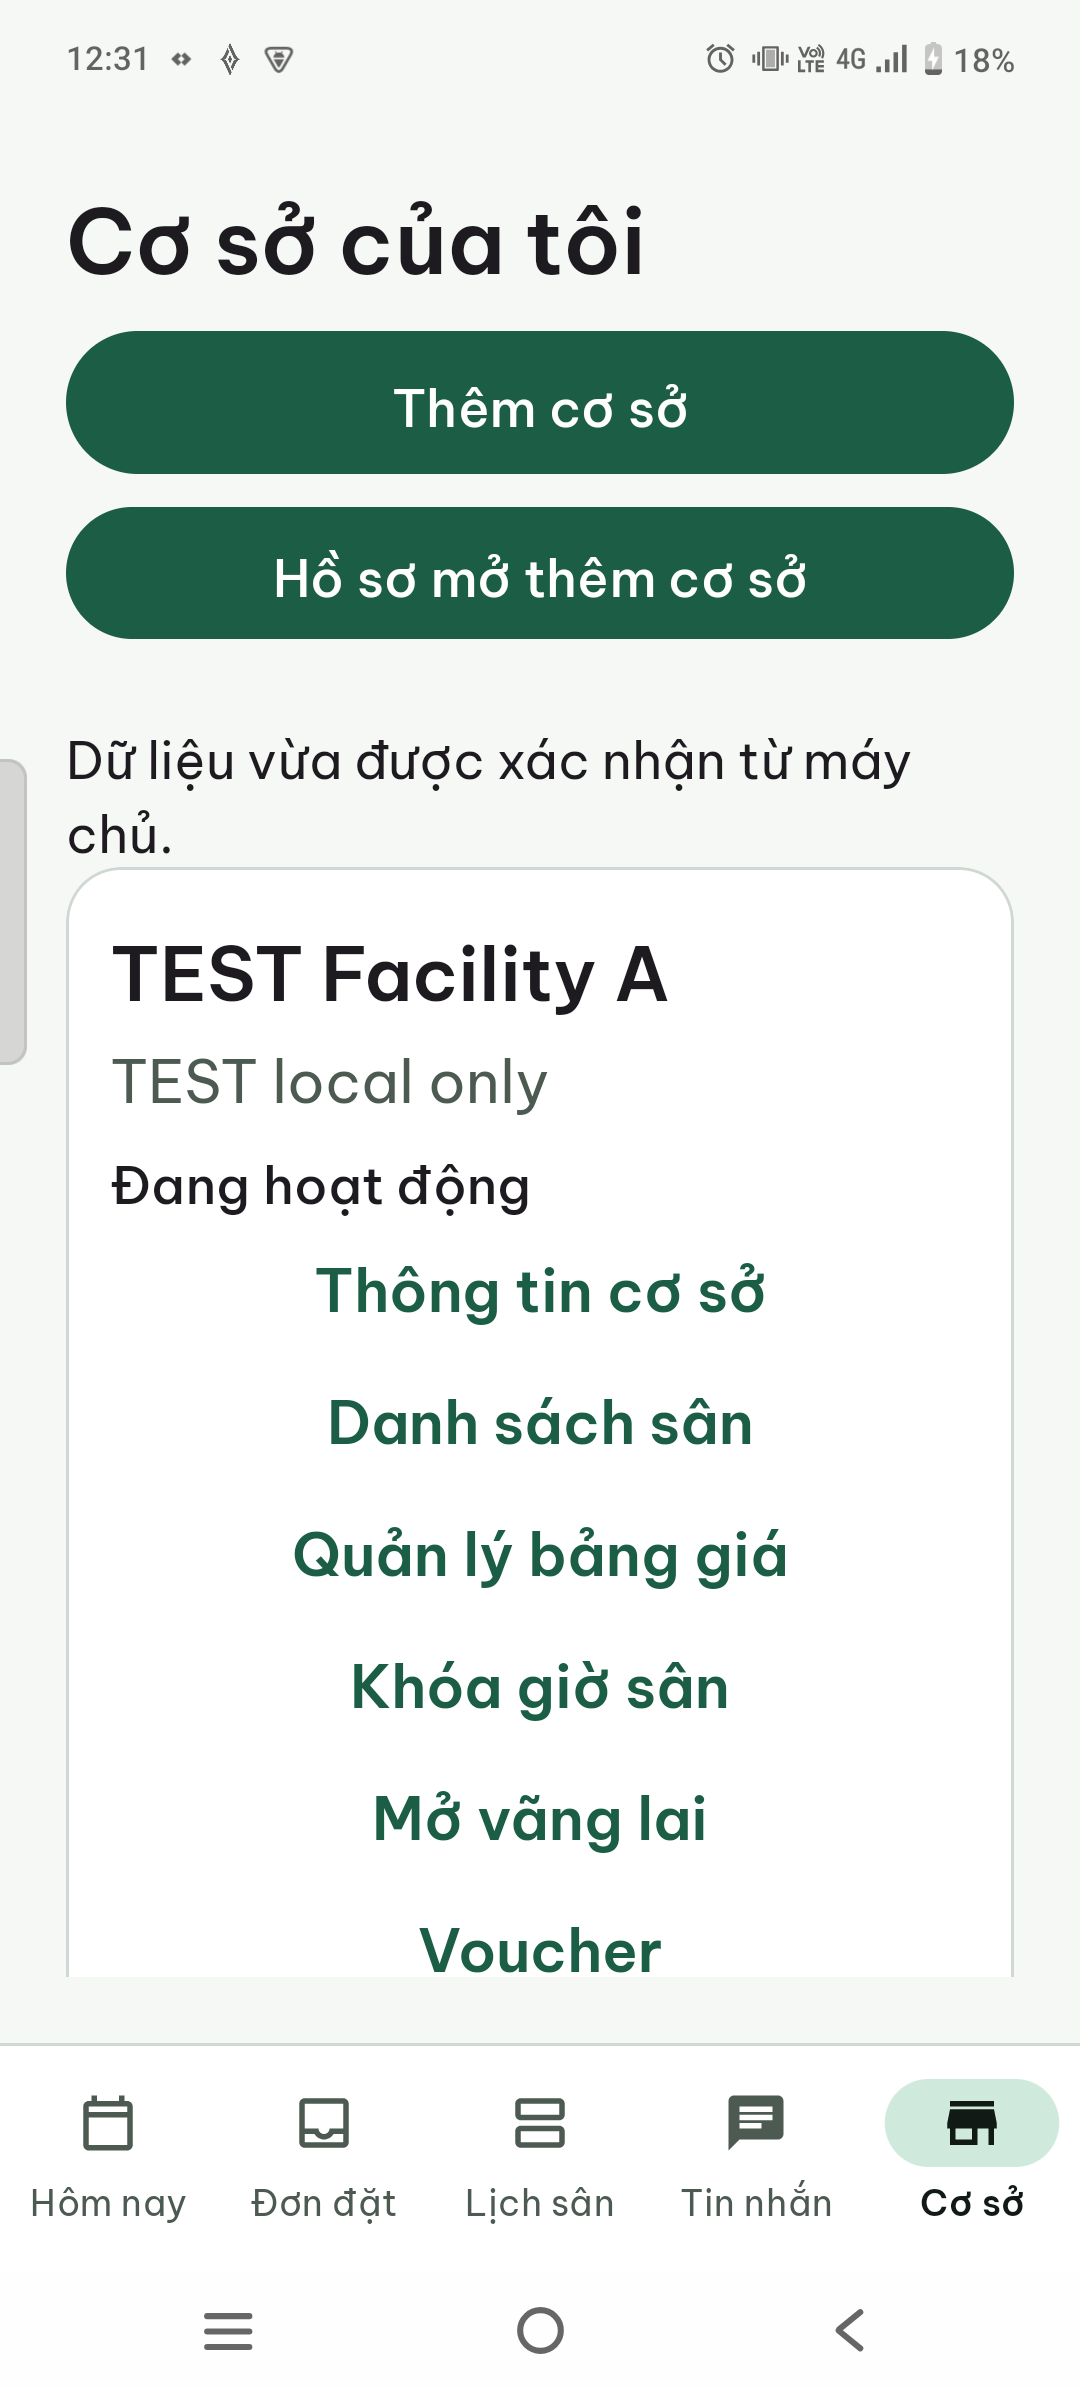 12:31
VoLTE 4G 18%
Cơ sở của tôi
Thêm cơ sở
Hồ sơ mở thêm cơ sở
Dữ liệu vừa được xác nhận từ máy
chủ.
TEST Facility A
TEST local only
Đang hoạt động
Thông tin cơ sở
Danh sách sân
Quản lý bảng giá
Khóa giờ sân
Mở vãng lai
Voucher
Hôm nay Đơn đặt Lịch sân Tin nhắn Cơ sở